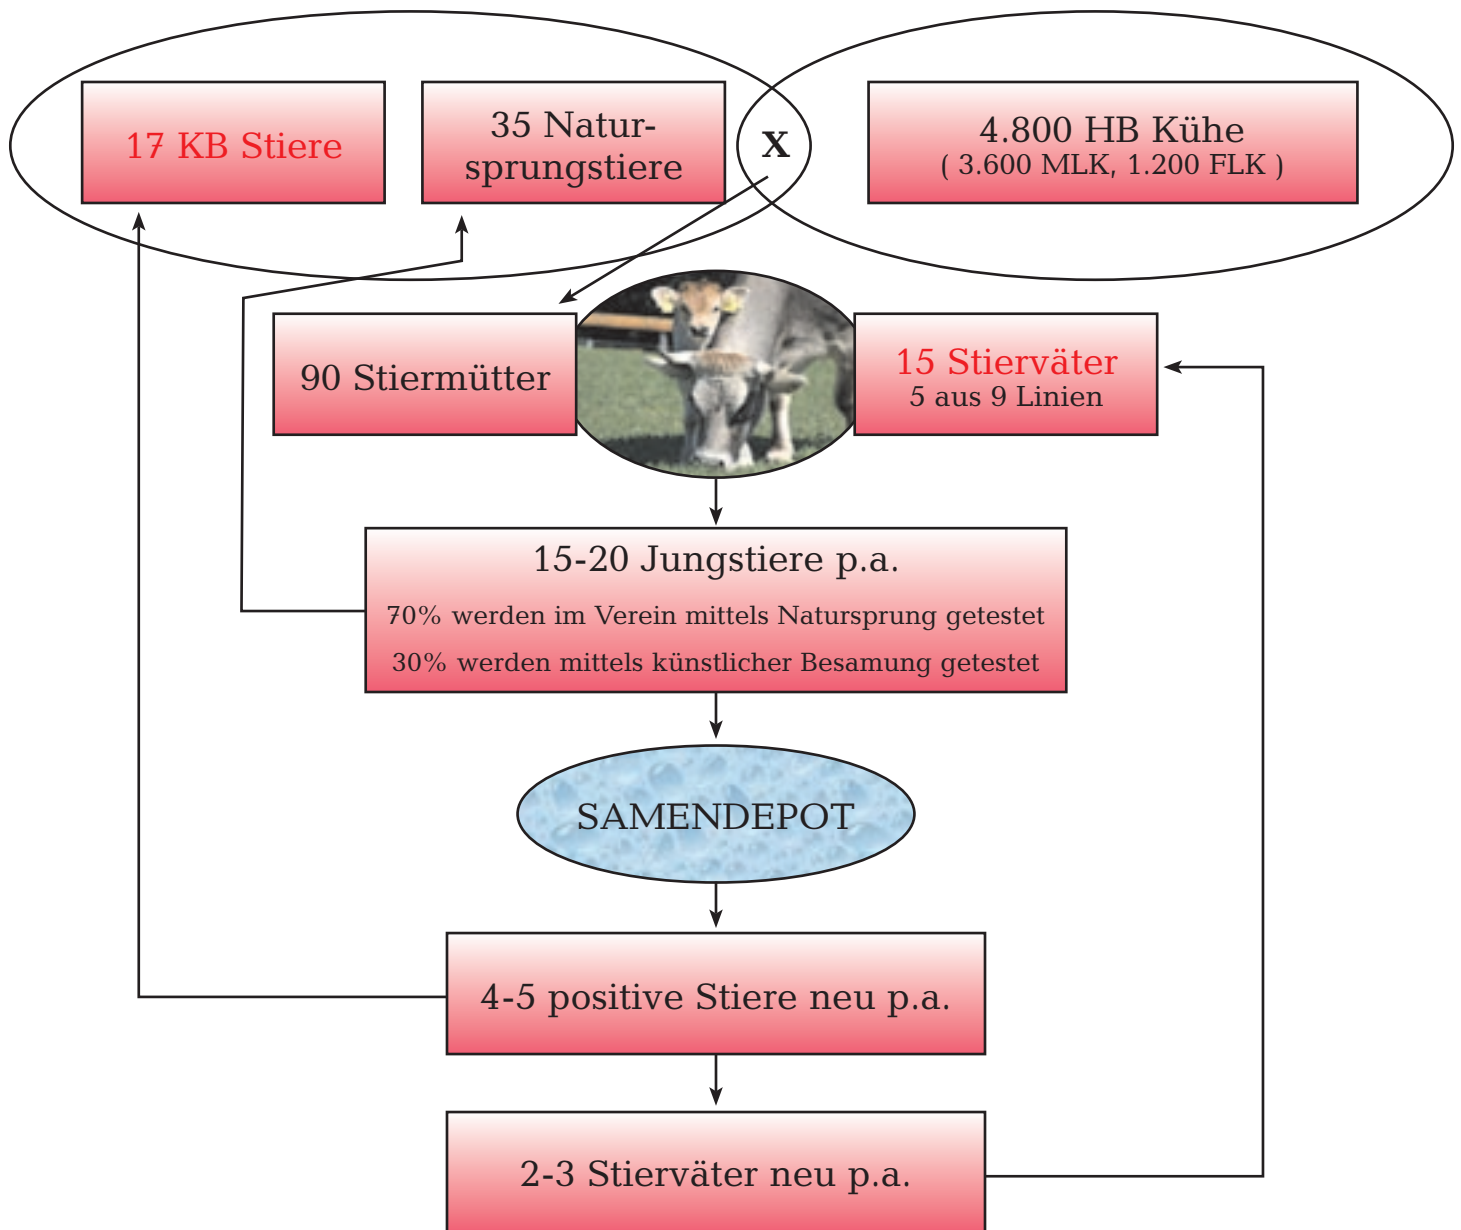 17 KB Stiere
35 Natur-
sprungstiere
X
4.800 HB Kühe
( 3.600 MLK, 1.200 FLK )
90 Stiermütter
15 Stierväter
5 aus 9 Linien
15-20 Jungstiere p.a.
70% werden im Verein mittels Natursprung getestet
30% werden mittels künstlicher Besamung getestet
SAMENDEPOT
4-5 positive Stiere neu p.a.
2-3 Stierväter neu p.a.